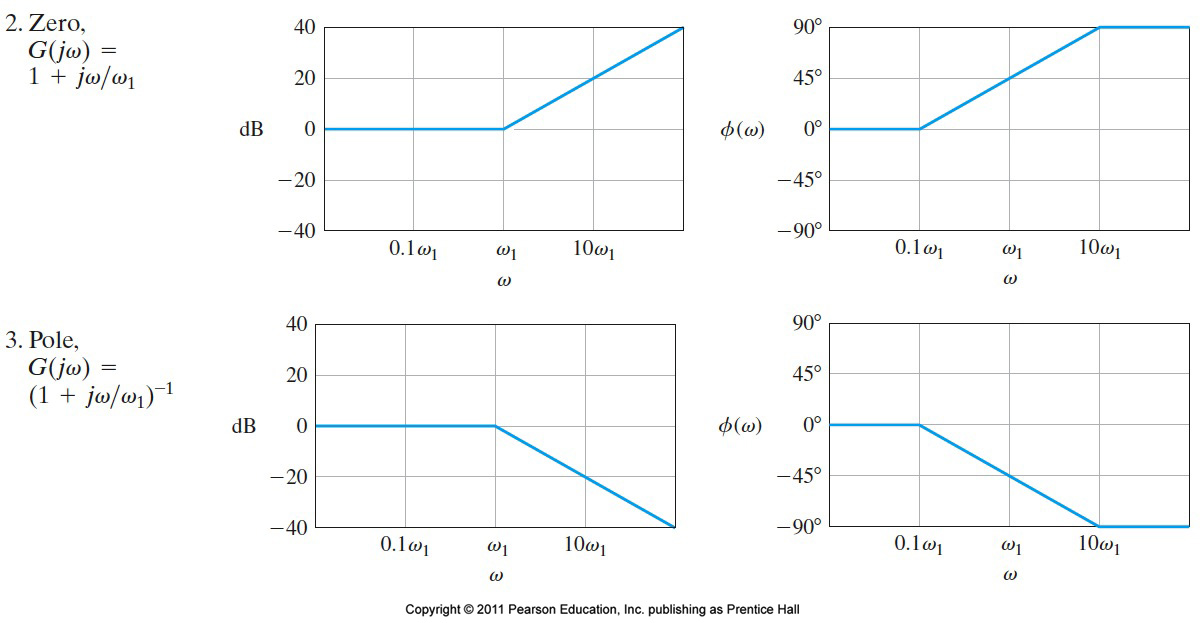 2. Zero,
G(jω) =
1 + jω/ω₁
40
20
dB 0
−20
−40
0.1ω₁ ω₁ 10ω₁
ω
90°
45°
ϕ(ω) 0°
−45°
−90°
0.1ω₁ ω₁ 10ω₁
ω
3. Pole,
G(jω) =
(1 + jω/ω₁)⁻¹
40
20
dB 0
−20
−40
0.1ω₁ ω₁ 10ω₁
ω
90°
45°
ϕ(ω) 0°
−45°
−90°
0.1ω₁ ω₁ 10ω₁
ω
Copyright © 2011 Pearson Education, Inc. publishing as Prentice Hall